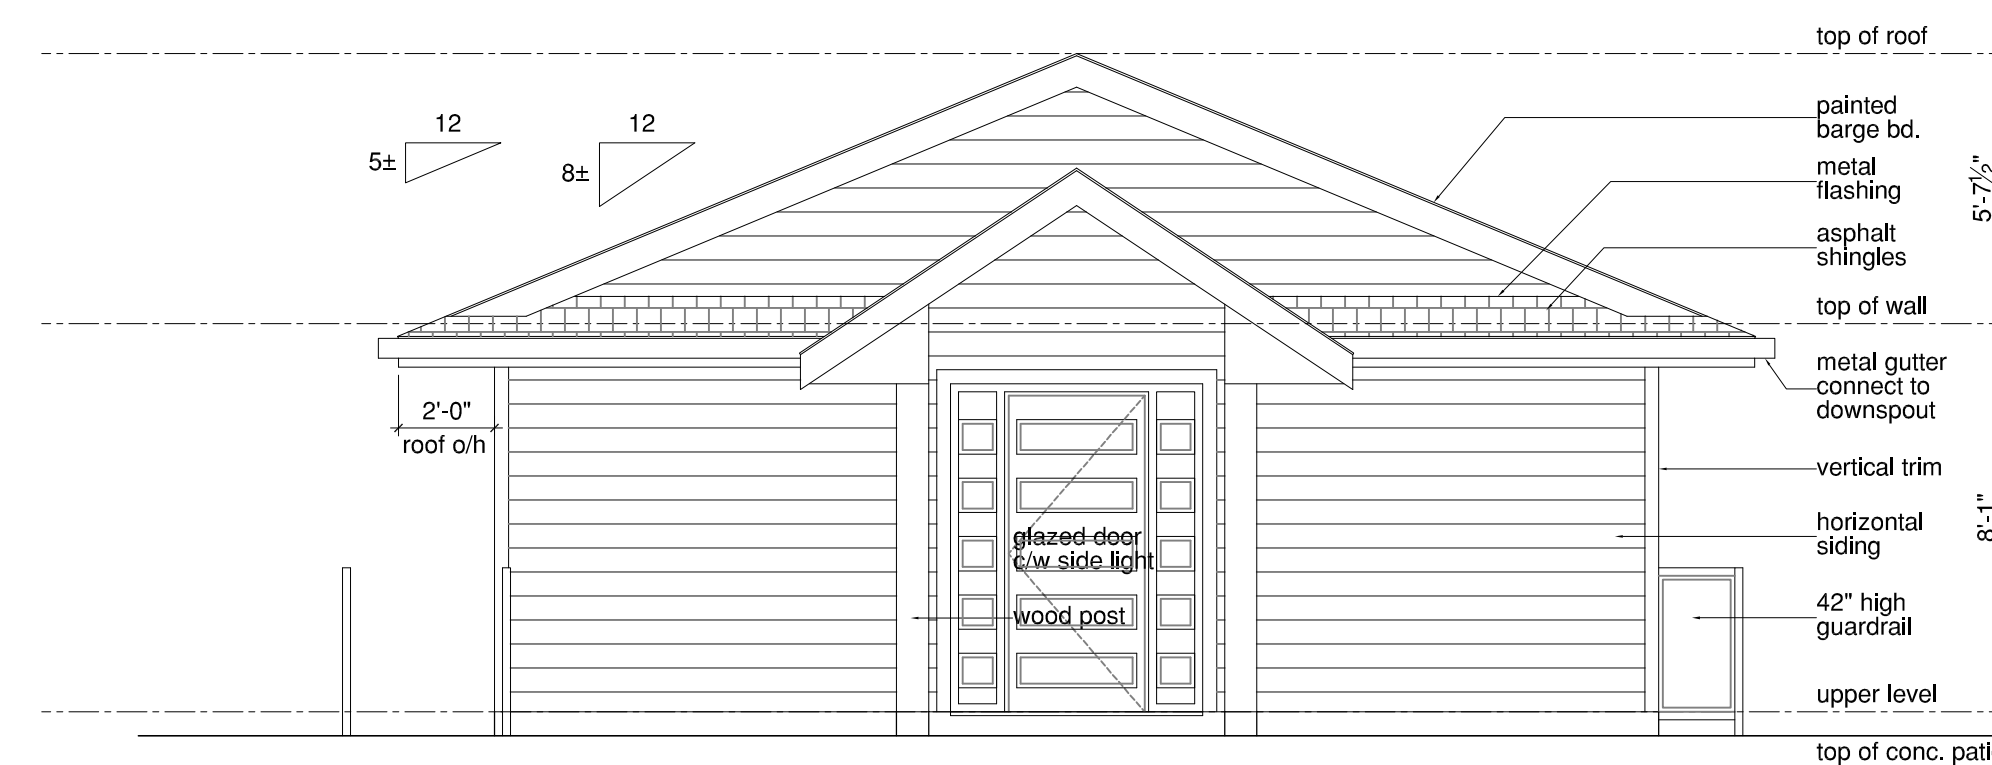 top of roof
12
5±
12
8±
painted
barge bd.
metal
flashing
5'-7½"
asphalt
shingles
top of wall
metal gutter
connect to
downspout
2'-0"
roof o/h
vertical trim
horizontal
siding
8'-1"
glazed door
c/w side light
wood post
42" high
guardrail
upper level
top of conc.